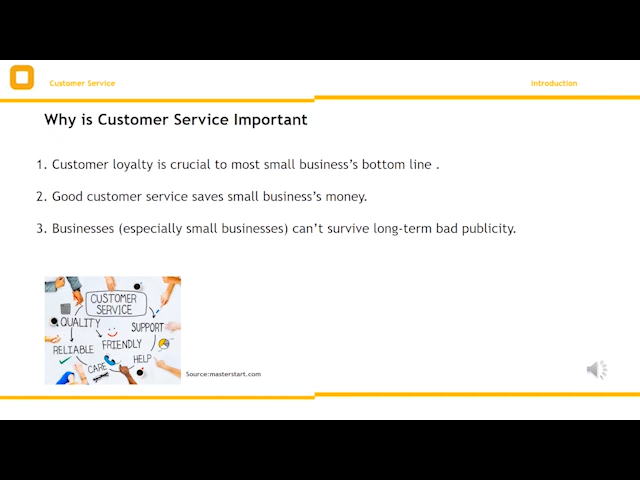 Customer Service
Introduction
Why is Customer Service Important
1. Customer loyalty is crucial to most small business’s bottom line .
2. Good customer service saves small business’s money.
3. Businesses (especially small businesses) can’t survive long-term bad publicity.
CUSTOMER
SERVICE
QUALITY
SUPPORT
RELIABLE
FRIENDLY
HELP
CARE
Source:masterstart.com